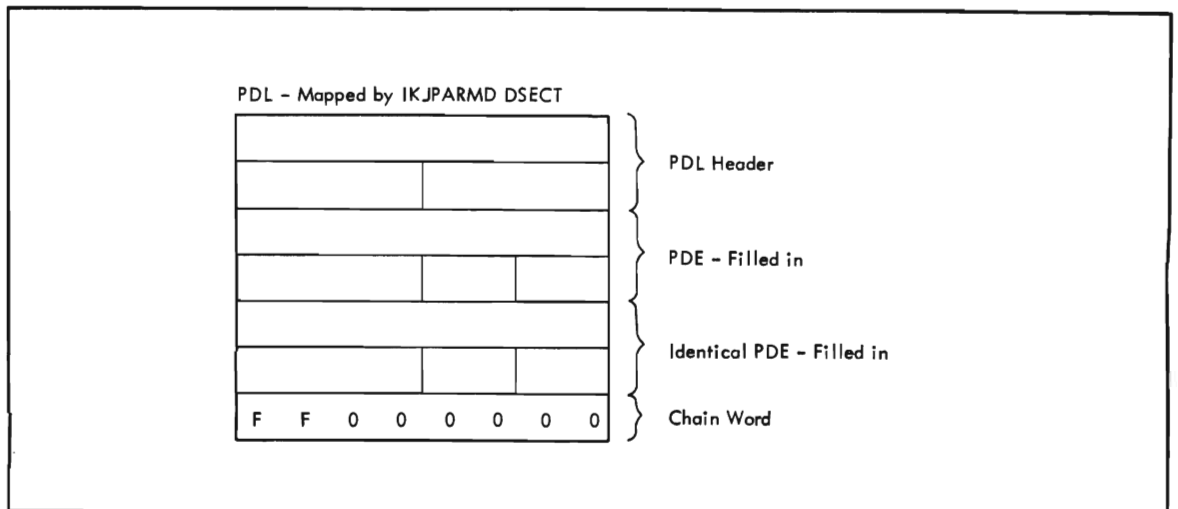 PDL - Mapped by IKJPARMD DSECT
PDL Header
PDE - Filled in
Identical PDE - Filled in
F F 0 0 0 0 0 0
Chain Word